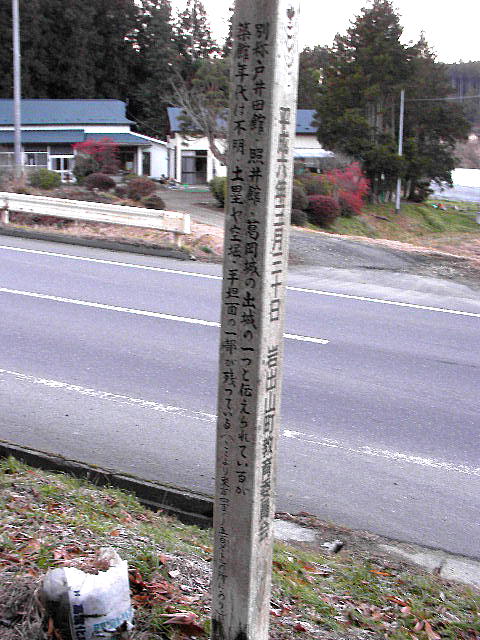 別称戸井田館・照井館・葛岡城の出城の一つと伝えられているが
築館年代は不明、土塁や空堀・平担面の一部が残っている
平成六年三月二十日 岩出山町教育委員会